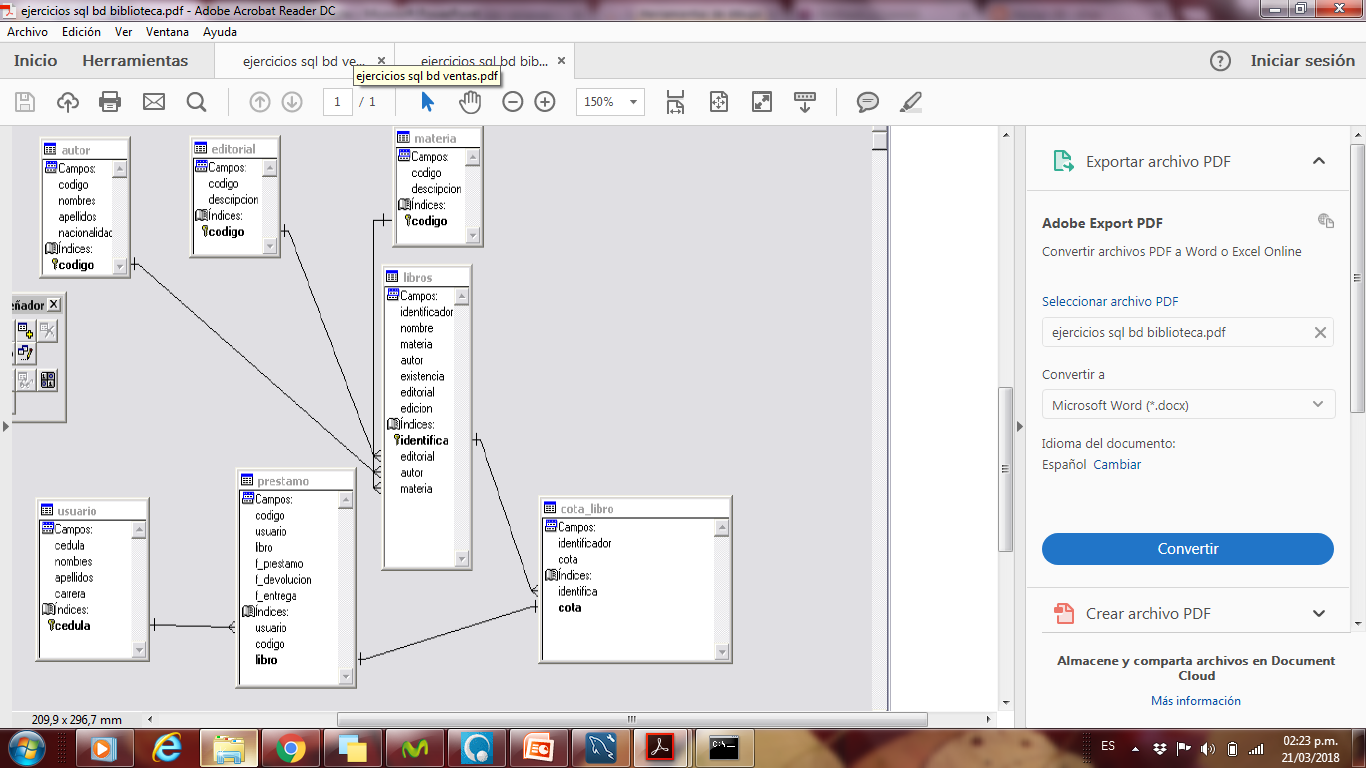 ejercicios sql bd biblioteca.pdf - Adobe Acrobat Reader DC
Archivo Edición Ver Ventana Ayuda
Inicio Herramientas ejercicios sql bd ve... ejercicios sql bd bib... Iniciar sesión
ejercicios sql bd ventas.pdf
1 / 1 150%
autor
Campos:
codigo
nombres
apellidos
nacionalidac
Índices:
codigo
editorial
Campos:
codigo
descripcion
Índices:
codigo
materia
Campos:
codigo
descripcion
Índices:
codigo
eñador
libros
Campos:
identificador
nombre
materia
autor
existencia
editorial
edicion
Índices:
identifica
editorial
autor
materia
usuario
Campos:
cedula
nombres
apellidos
carrera
Índices:
cedula
prestamo
Campos:
codigo
usuario
libro
f_prestamo
f_devolucion
f_entrega
Índices:
usuario
codigo
libro
cota_libro
Campos:
identificador
cota
Índices:
identifica
cota
209,9 x 296,7 mm
Exportar archivo PDF
Adobe Export PDF
Convertir archivos PDF a Word o Excel Online
Seleccionar archivo PDF
ejercicios sql bd biblioteca.pdf
Convertir a
Microsoft Word (*.docx)
Idioma del documento:
Español Cambiar
Convertir
Crear archivo PDF
Almacene y comparta archivos en Document
Cloud
Más información
ES
02:23 p.m.
21/03/2018